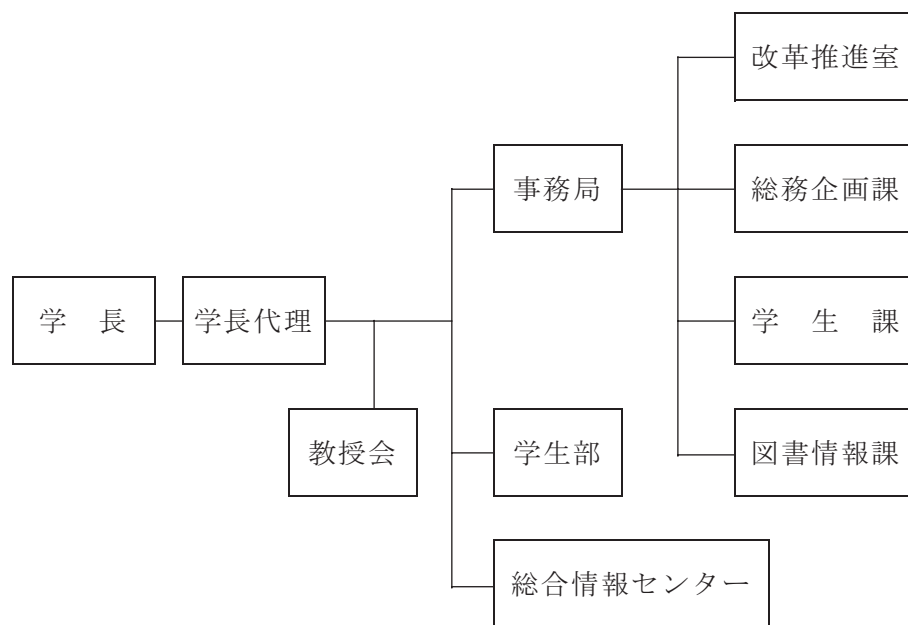 改革推進室
事務局
総務企画課
学　長
学長代理
学　生　課
教授会
学生部
図書情報課
総合情報センター